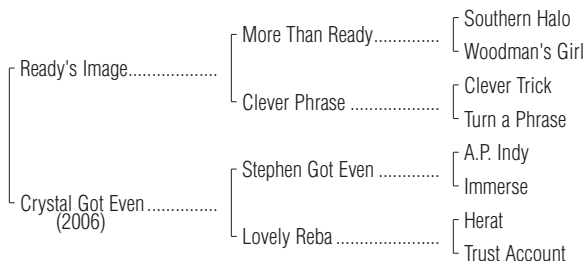 Southern Halo
More Than Ready...............
Woodman's Girl
Ready's Image....................
Clever Trick
Clever Phrase ....................
Turn a Phrase
A.P. Indy
Stephen Got Even .............
Immerse
Crystal Got Even ................
(2006)
Herat
Lovely Reba .......................
Trust Account